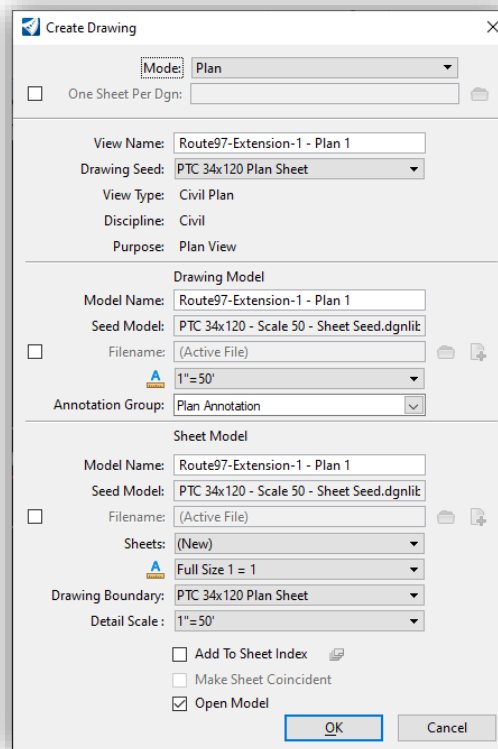 Create Drawing
Mode: Plan
One Sheet Per Dgn:
View Name: Route97-Extension-1 - Plan 1
Drawing Seed: PTC 34x120 Plan Sheet
View Type: Civil Plan
Discipline: Civil
Purpose: Plan View
Drawing Model
Model Name: Route97-Extension-1 - Plan 1
Seed Model: PTC 34x120 - Scale 50 - Sheet Seed.dgnlib
Filename: (Active File)
A 1"=50'
Annotation Group: Plan Annotation
Sheet Model
Model Name: Route97-Extension-1 - Plan 1
Seed Model: PTC 34x120 - Scale 50 - Sheet Seed.dgnlib
Filename: (Active File)
Sheets: (New)
A Full Size 1 = 1
Drawing Boundary: PTC 34x120 Plan Sheet
Detail Scale : 1"=50'
Add To Sheet Index
Make Sheet Coincident
Open Model
OK Cancel